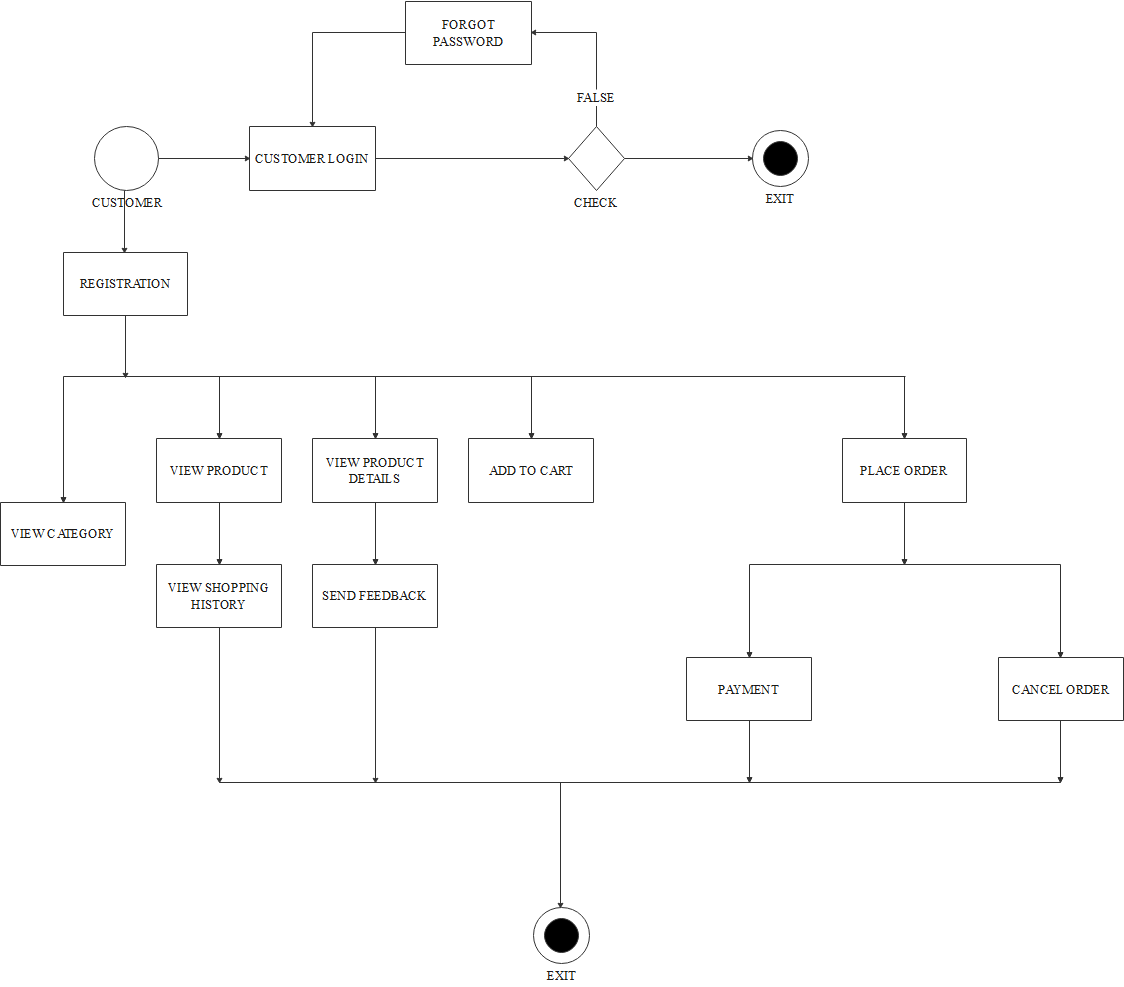 FORGOT
PASSWORD
FALSE
CUSTOMER LOGIN
CUSTOMER
CHECK
EXIT
REGISTRATION
VIEW PRODUCT
VIEW PRODUCT
DETAILS
ADD TO CART
PLACE ORDER
VIEW CATEGORY
VIEW SHOPPING
HISTORY
SEND FEEDBACK
PAYMENT
CANCEL ORDER
EXIT